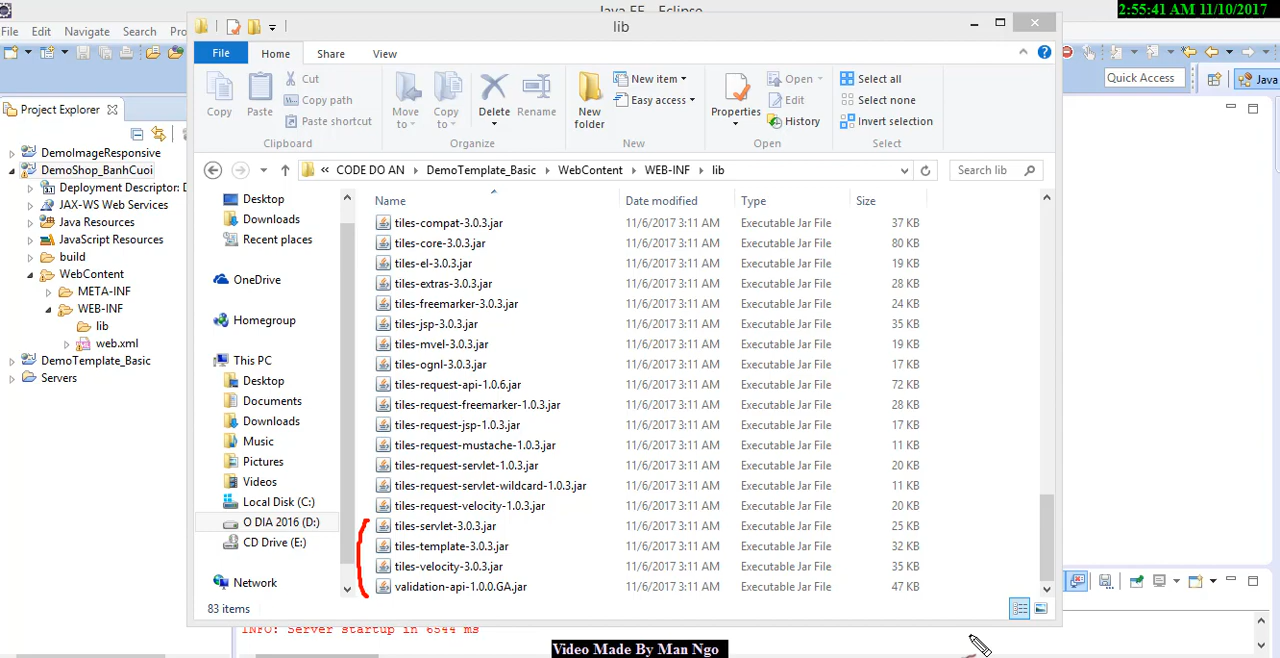 Java EE - Eclipse
2:55:41 AM 11/10/2017
File Edit Navigate Search
lib
File Home Share View
Copy
Paste
Cut
Copy path
Paste shortcut
Clipboard
Move to
Copy to
Delete
Rename
Organize
New folder
New item
Easy access
New
Properties
Open
Edit
History
Open
Select all
Select none
Invert selection
Select
Quick Access
Java
Project Explorer
DemoImageResponsive
DemoShop_BanhCuoi
Deployment Descriptor:
JAX-WS Web Services
Java Resources
JavaScript Resources
build
WebContent
META-INF
WEB-INF
lib
web.xml
DemoTemplate_Basic
Servers
« CODE DO AN DemoTemplate_Basic WebContent WEB-INF lib
Search lib
Desktop
Downloads
Recent places
OneDrive
Homegroup
This PC
Desktop
Documents
Downloads
Music
Pictures
Videos
Local Disk (C:)
O DIA 2016 (D:)
CD Drive (E:)
Network
Name Date modified Type Size
tiles-compat-3.0.3.jar 11/6/2017 3:11 AM Executable Jar File 37 KB
tiles-core-3.0.3.jar 11/6/2017 3:11 AM Executable Jar File 80 KB
tiles-el-3.0.3.jar 11/6/2017 3:11 AM Executable Jar File 19 KB
tiles-extras-3.0.3.jar 11/6/2017 3:11 AM Executable Jar File 28 KB
tiles-freemarker-3.0.3.jar 11/6/2017 3:11 AM Executable Jar File 24 KB
tiles-jsp-3.0.3.jar 11/6/2017 3:11 AM Executable Jar File 35 KB
tiles-mvel-3.0.3.jar 11/6/2017 3:11 AM Executable Jar File 19 KB
tiles-ognl-3.0.3.jar 11/6/2017 3:11 AM Executable Jar File 17 KB
tiles-request-api-1.0.6.jar 11/6/2017 3:11 AM Executable Jar File 72 KB
tiles-request-freemarker-1.0.3.jar 11/6/2017 3:11 AM Executable Jar File 20 KB
tiles-request-jsp-1.0.3.jar 11/6/2017 3:11 AM Executable Jar File 17 KB
tiles-request-mustache-1.0.3.jar 11/6/2017 3:11 AM Executable Jar File 11 KB
tiles-request-servlet-1.0.3.jar 11/6/2017 3:11 AM Executable Jar File 20 KB
tiles-request-servlet-wildcard-1.0.3.jar 11/6/2017 3:11 AM Executable Jar File 11 KB
tiles-request-velocity-1.0.3.jar 11/6/2017 3:11 AM Executable Jar File 20 KB
tiles-servlet-3.0.3.jar 11/6/2017 3:11 AM Executable Jar File 25 KB
tiles-template-3.0.3.jar 11/6/2017 3:11 AM Executable Jar File 32 KB
tiles-velocity-3.0.3.jar 11/6/2017 3:11 AM Executable Jar File 35 KB
validation-api-1.0.0.GA.jar 11/6/2017 3:11 AM Executable Jar File 47 KB
83 items
INFO: Server startup in 6544 ms
Video Made By Man Ngo